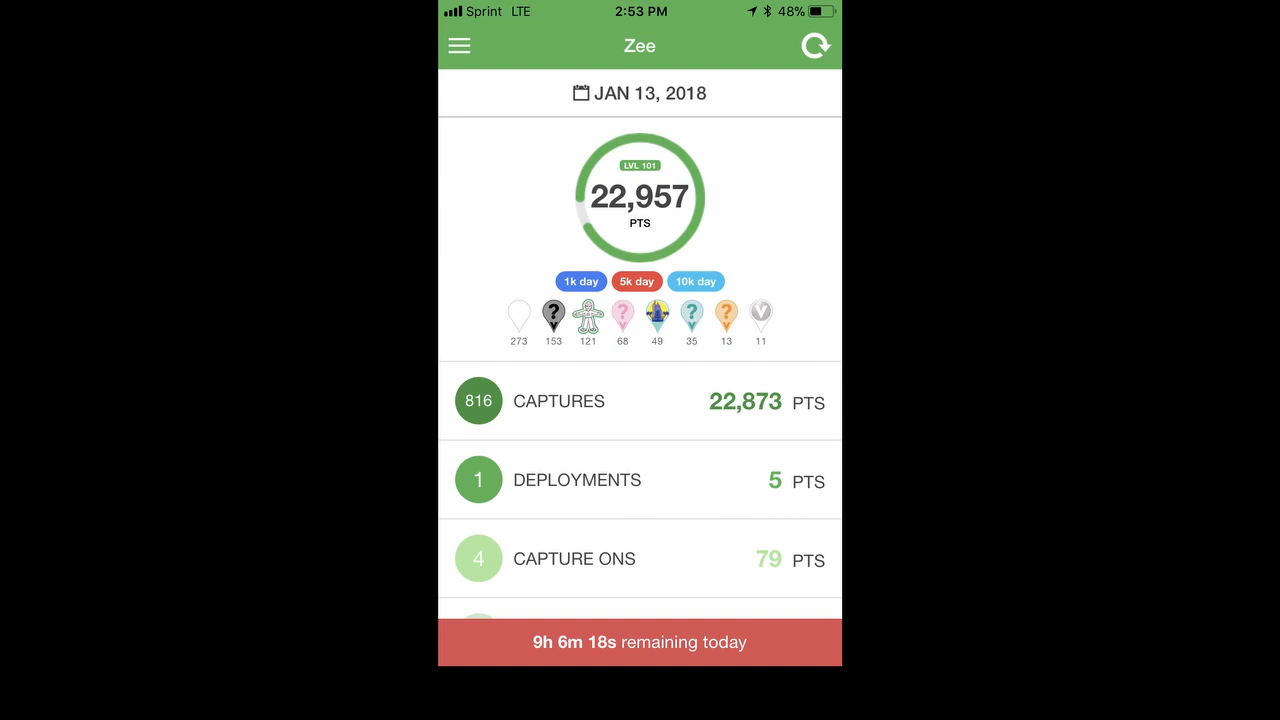 Sprint LTE 2:53 PM 48%
Zee
JAN 13, 2018
LVL 101
22,957
PTS
1k day 5k day 10k day
? ? ? ?
273 153 121 68 49 35 13 11
816 CAPTURES 22,873 PTS
1 DEPLOYMENTS 5 PTS
4 CAPTURE ONS 79 PTS
9h 6m 18s remaining today